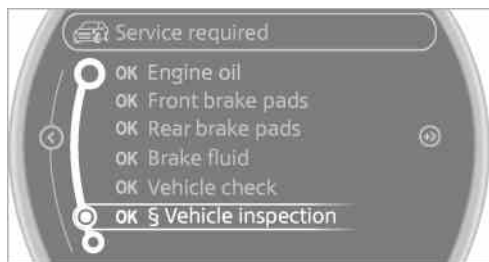 Service required
OK Engine oil
OK Front brake pads
OK Rear brake pads
OK Brake fluid
OK Vehicle check
OK § Vehicle inspection